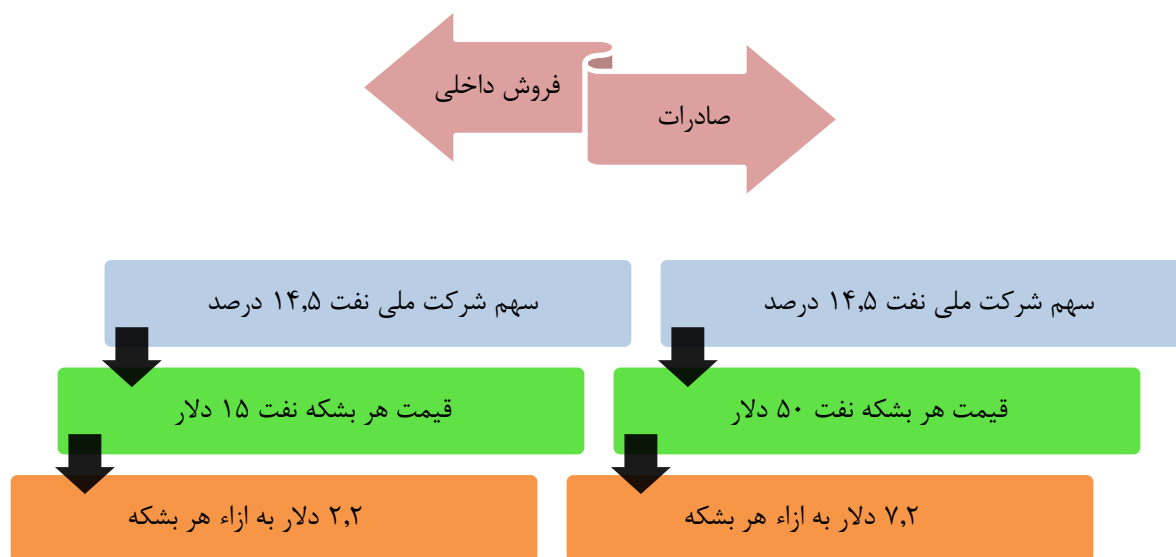 فروش داخلی
صادرات
سهم شرکت ملی نفت ۱۴,۵ درصد
قیمت هر بشکه نفت ۵۰ دلار
۷,۲ دلار به ازاء هر بشکه
سهم شرکت ملی نفت ۱۴,۵ درصد
قیمت هر بشکه نفت ۱۵ دلار
۲,۲ دلار به ازاء هر بشکه